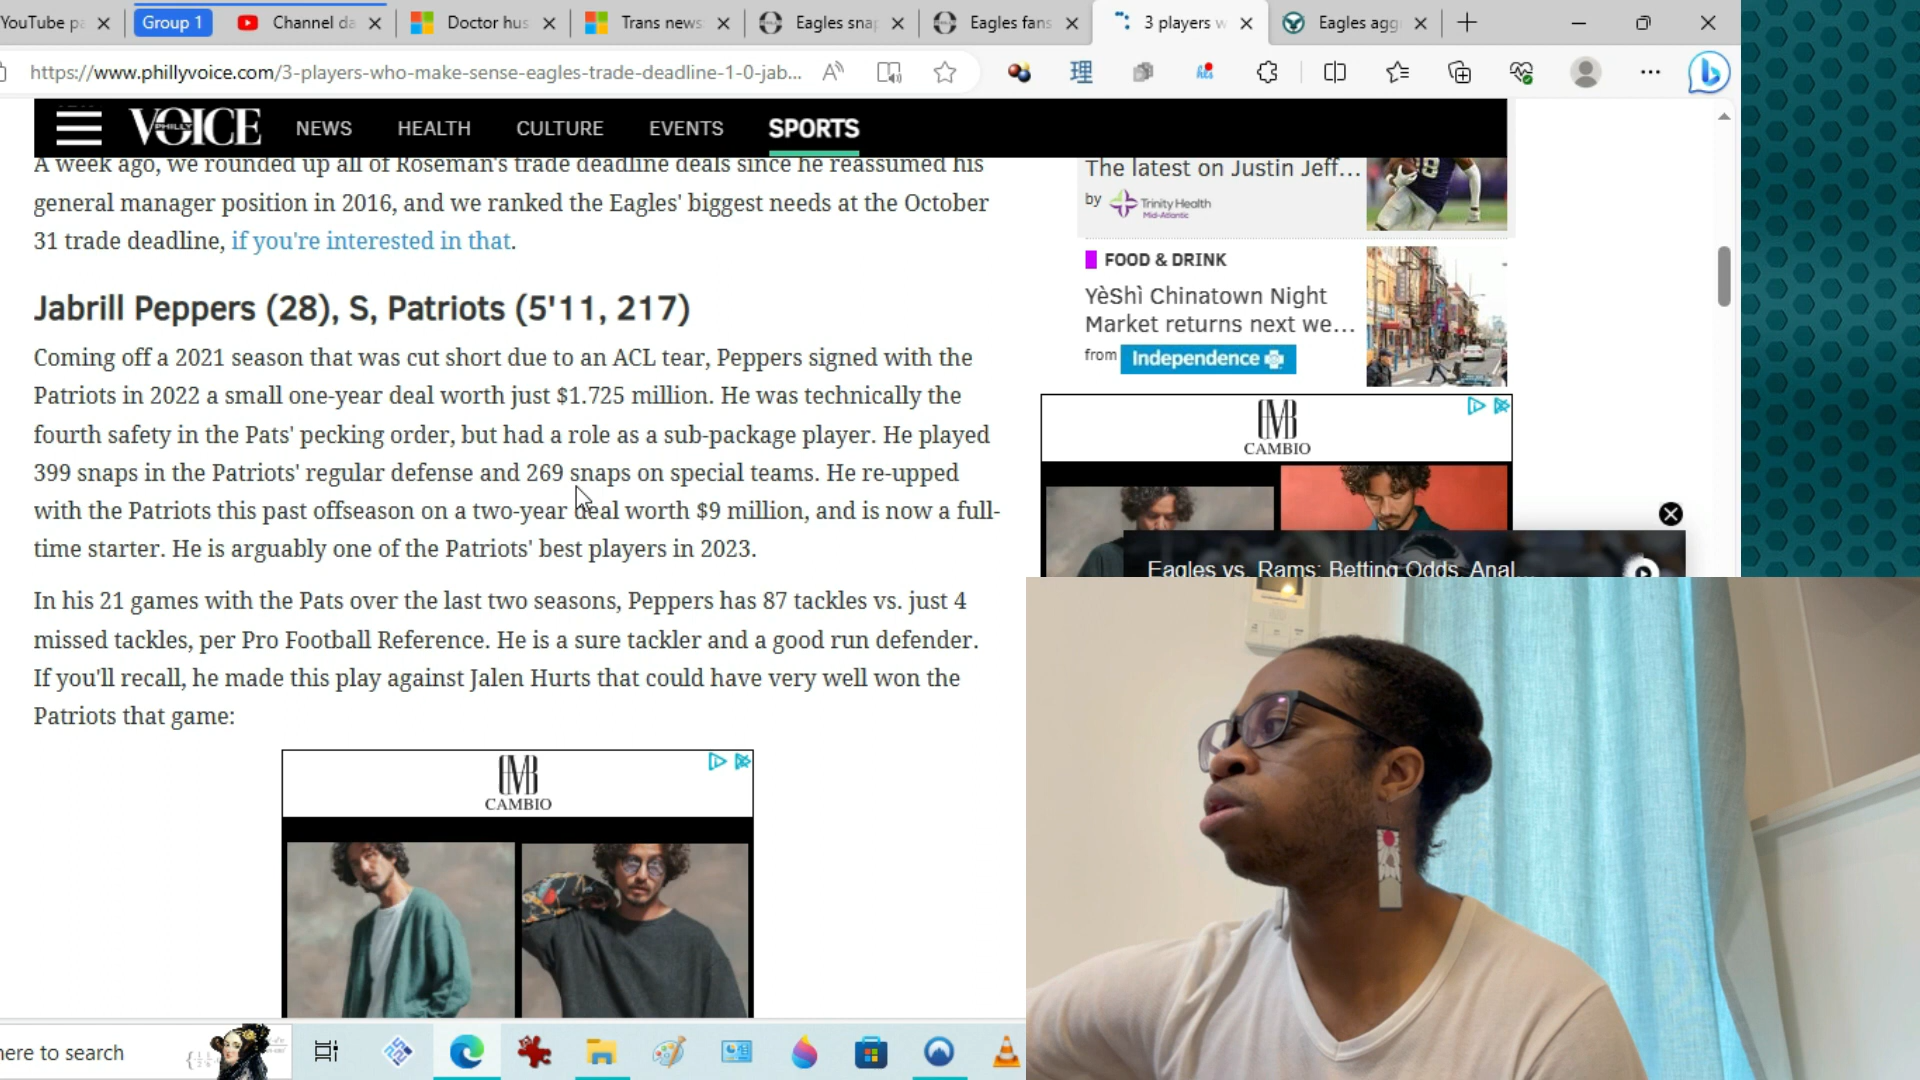 YouTube p
Group 1
Channel da
Doctor hus
Trans news
Eagles snap
Eagles fans
3 players w
Eagles agg
https://www.phillyvoice.com/3-players-who-make-sense-eagles-trade-deadline-1-0-jab...
PHILLY VOICE
NEWS
HEALTH
CULTURE
EVENTS
SPORTS
A week ago, we rounded up all of Roseman's trade deadline deals since he reassumed his
general manager position in 2016, and we ranked the Eagles' biggest needs at the October
31 trade deadline, if you're interested in that.
Jabrill Peppers (28), S, Patriots (5'11, 217)
Coming off a 2021 season that was cut short due to an ACL tear, Peppers signed with the
Patriots in 2022 a small one-year deal worth just $1.725 million. He was technically the
fourth safety in the Pats' pecking order, but had a role as a sub-package player. He played
399 snaps in the Patriots' regular defense and 269 snaps on special teams. He re-upped
with the Patriots this past offseason on a two-year deal worth $9 million, and is now a full-
time starter. He is arguably one of the Patriots' best players in 2023.
In his 21 games with the Pats over the last two seasons, Peppers has 87 tackles vs. just 4
missed tackles, per Pro Football Reference. He is a sure tackler and a good run defender.
If you'll recall, he made this play against Jalen Hurts that could have very well won the
Patriots that game:
CAMBIO
The latest on Justin Jeff...
by Trinity Health
Mid-Atlantic
FOOD & DRINK
YèShì Chinatown Night
Market returns next we...
from Independence
CAMBIO
Eagles vs. Rams: Betting Odds, Anal...
here to search